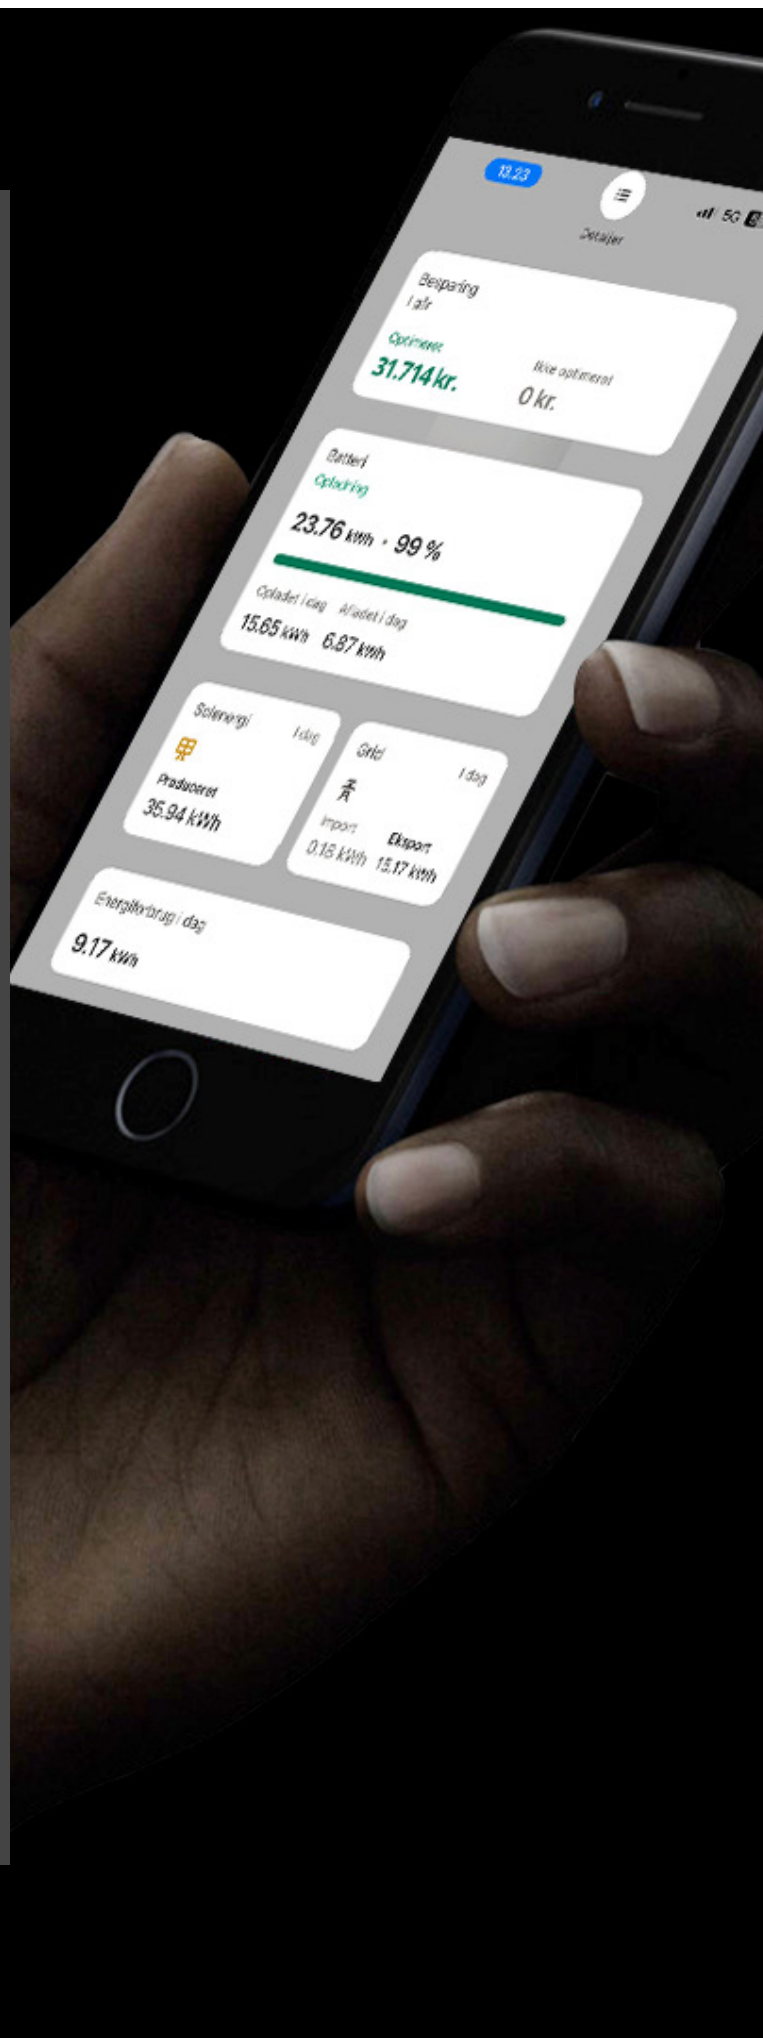 13.23
5G
Detaljer
Besparing
I går
Optimeret
Ikke optimeret
31.714 kr.
0 kr.
Batteri
Opladning
23.76 kWh • 99 %
Opladet i dag Afladet i dag
15.65 kWh 6.87 kWh
Solenergi I dag
Produceret
35.94 kWh
Grid I dag
Import Eksport
0.18 kWh 15.17 kWh
Energiforbrug i dag
9.17 kWh